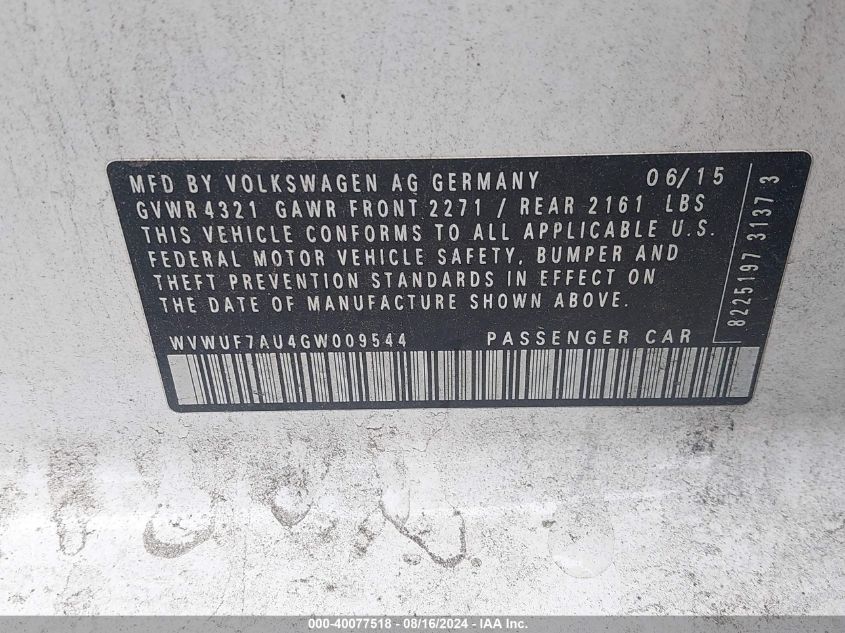 MFD BY VOLKSWAGEN AG GERMANY 06/15
GVWR 4321 GAWR FRONT 2271 / REAR 2161 LBS
THIS VEHICLE CONFORMS TO ALL APPLICABLE U.S.
FEDERAL MOTOR VEHICLE SAFETY, BUMPER AND
THEFT PREVENTION STANDARDS IN EFFECT ON
THE DATE OF MANUFACTURE SHOWN ABOVE.
WVWUF7AU4GW009544 PASSENGER CAR
8225197 3137 3
000-40077518 - 08/16/2024 - © IAA Inc.